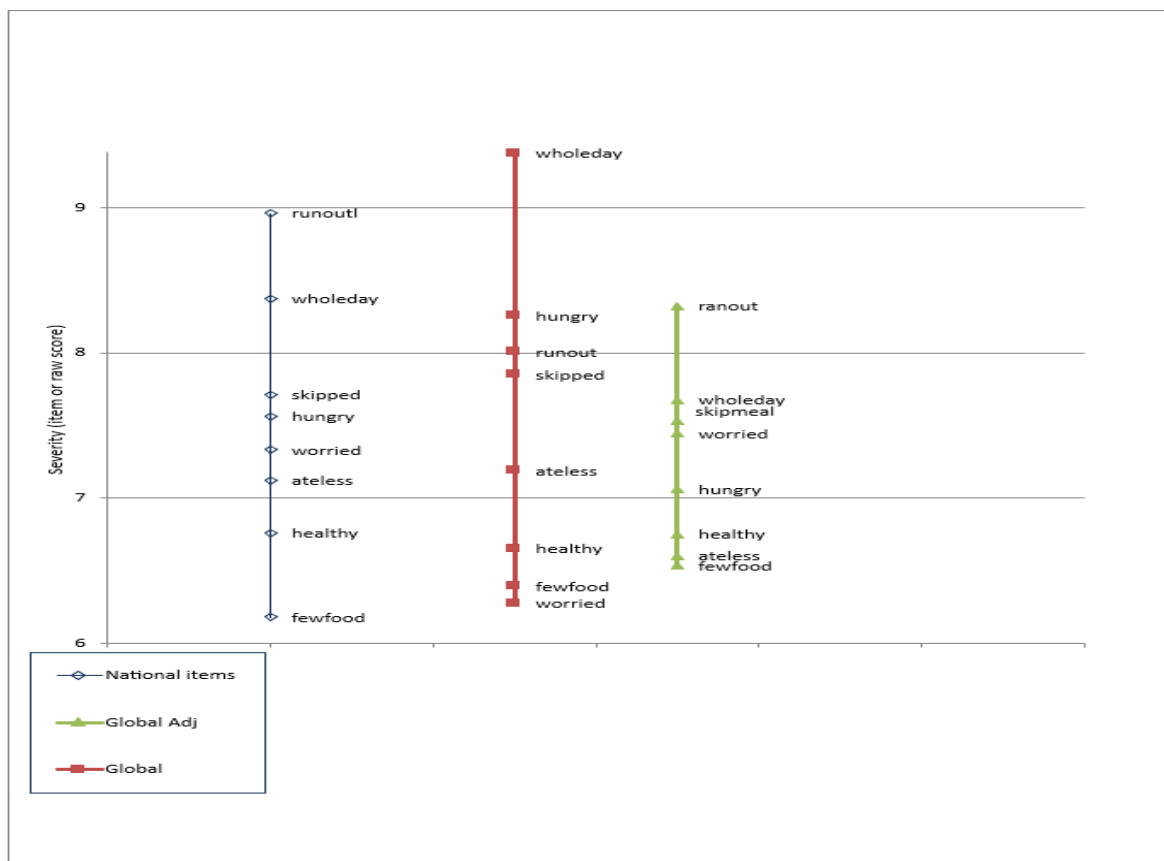 Severity (item or raw score)
9
8
7
6
runoutl
wholeday
skipped
hungry
worried
ateless
healthy
fewfood
wholeday
hungry
runout
skipped
ateless
healthy
fewfood
worried
ranout
wholeday
skipmeal
worried
hungry
healthy
ateless
fewfood
National items
Global Adj
Global